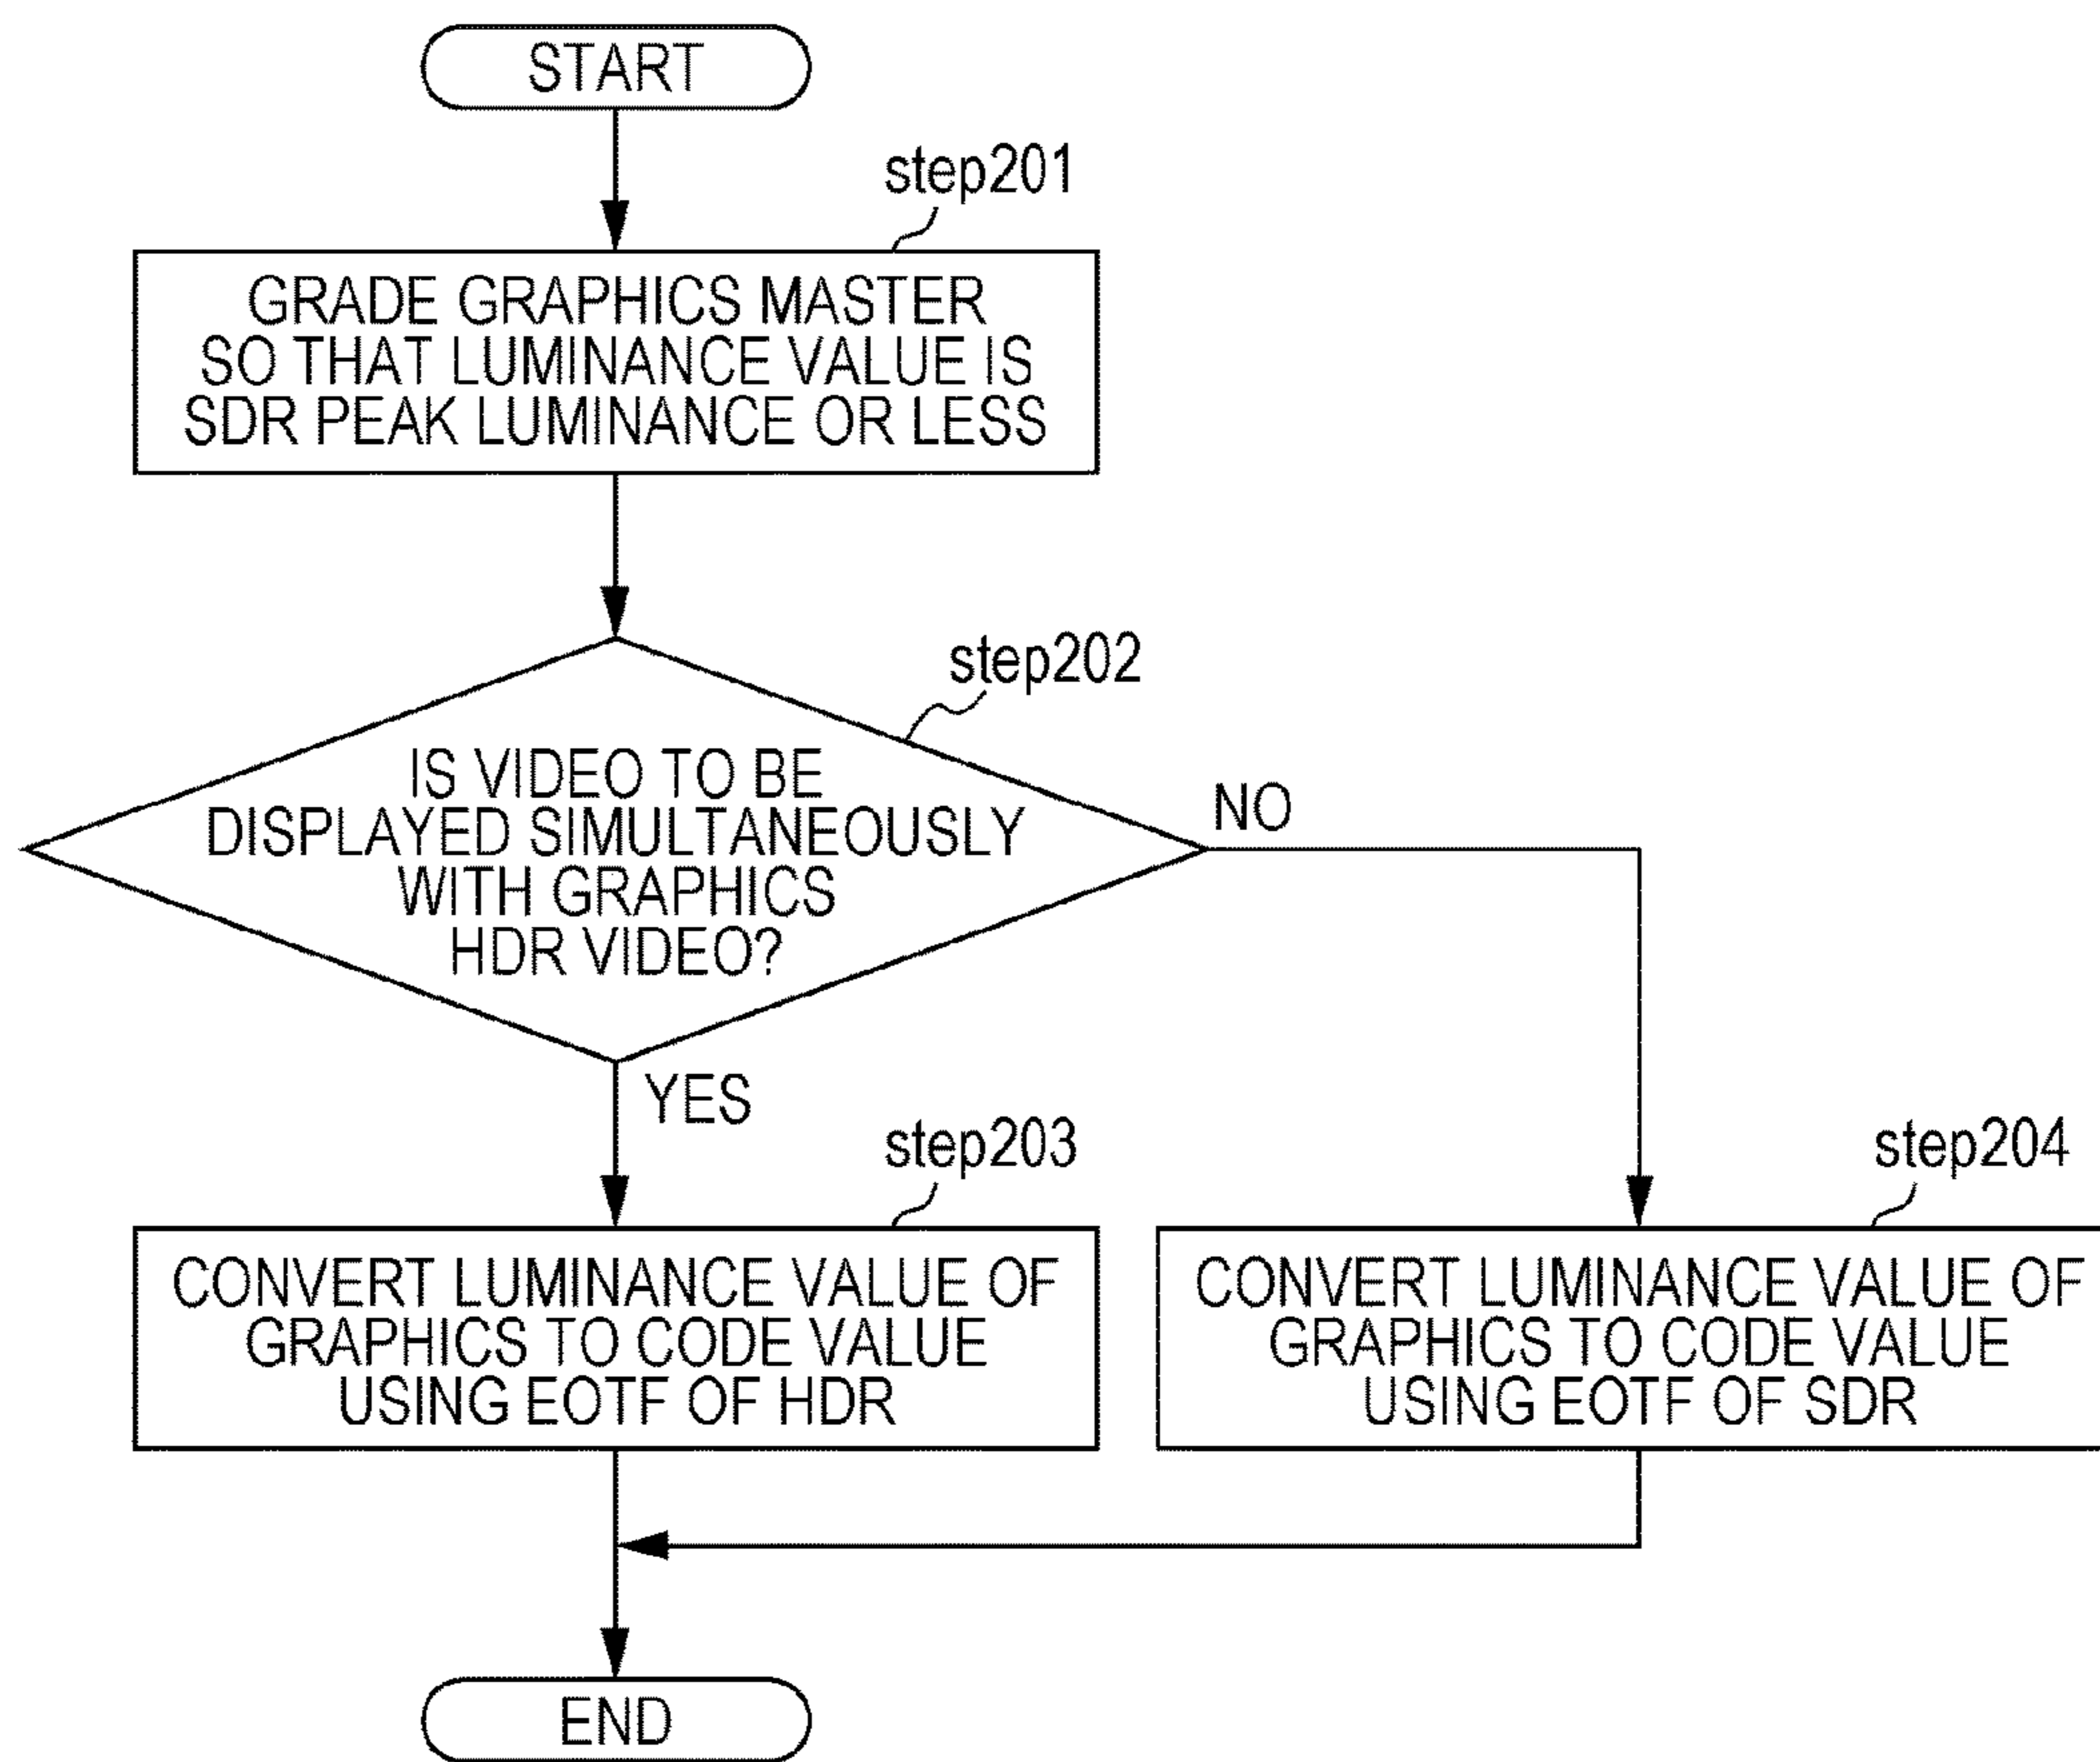 START
step201
GRADE GRAPHICS MASTER
SO THAT LUMINANCE VALUE IS
SDR PEAK LUMINANCE OR LESS
step202
IS VIDEO TO BE
DISPLAYED SIMULTANEOUSLY
WITH GRAPHICS
HDR VIDEO?
NO
YES
step203
CONVERT LUMINANCE VALUE OF
GRAPHICS TO CODE VALUE
USING EOTF OF HDR
step204
CONVERT LUMINANCE VALUE OF
GRAPHICS TO CODE VALUE
USING EOTF OF SDR
END